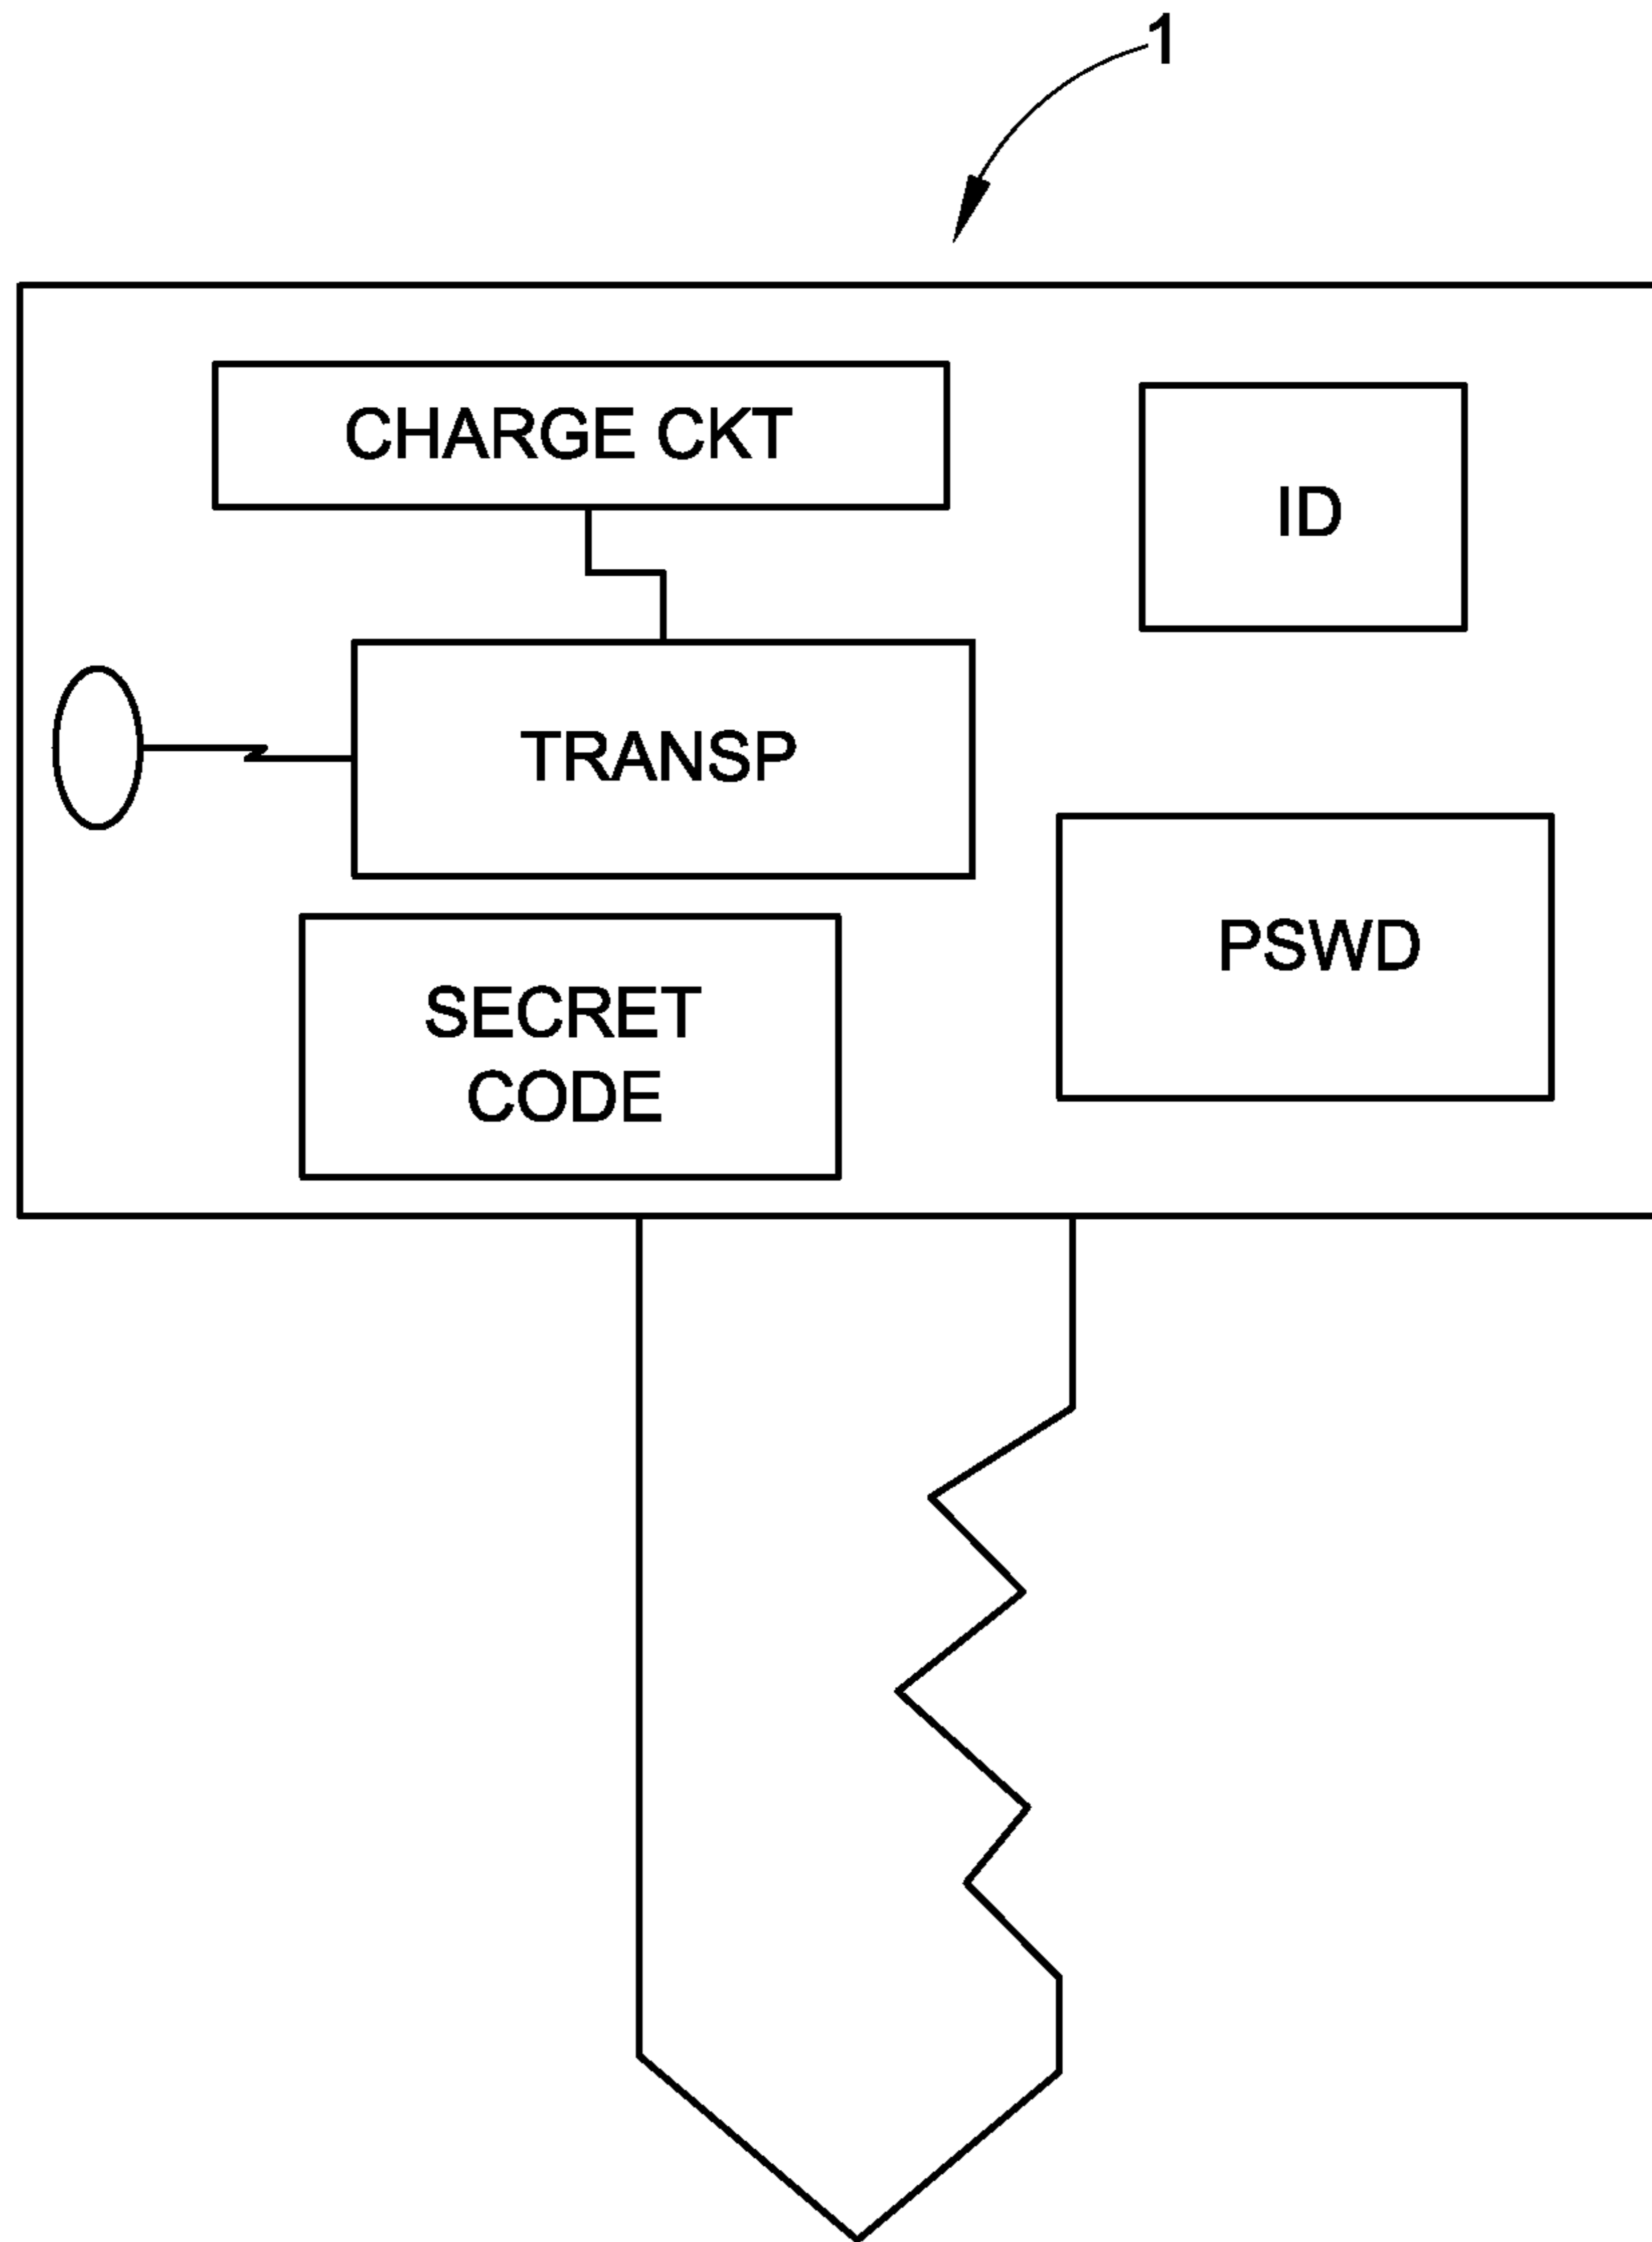 1
CHARGE CKT
ID
TRANSP
PSWD
SECRET
CODE